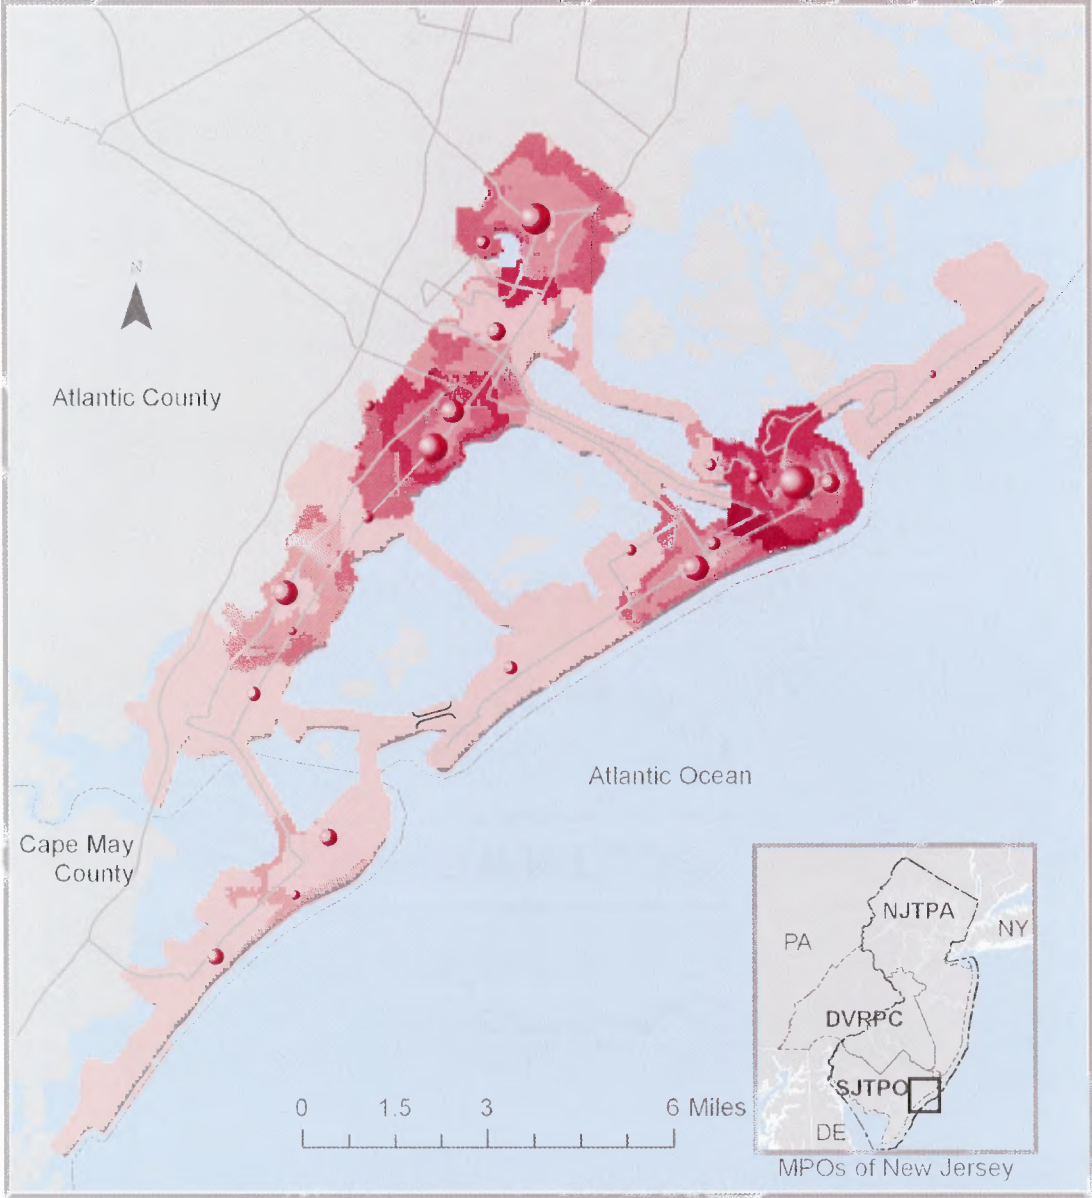 N
Atlantic County
Atlantic Ocean
Cape May
County
0 1.5 3 6 Miles
NJTPA
NY
PA
DVRPC
SJTPO
DE
MPOs of New Jersey